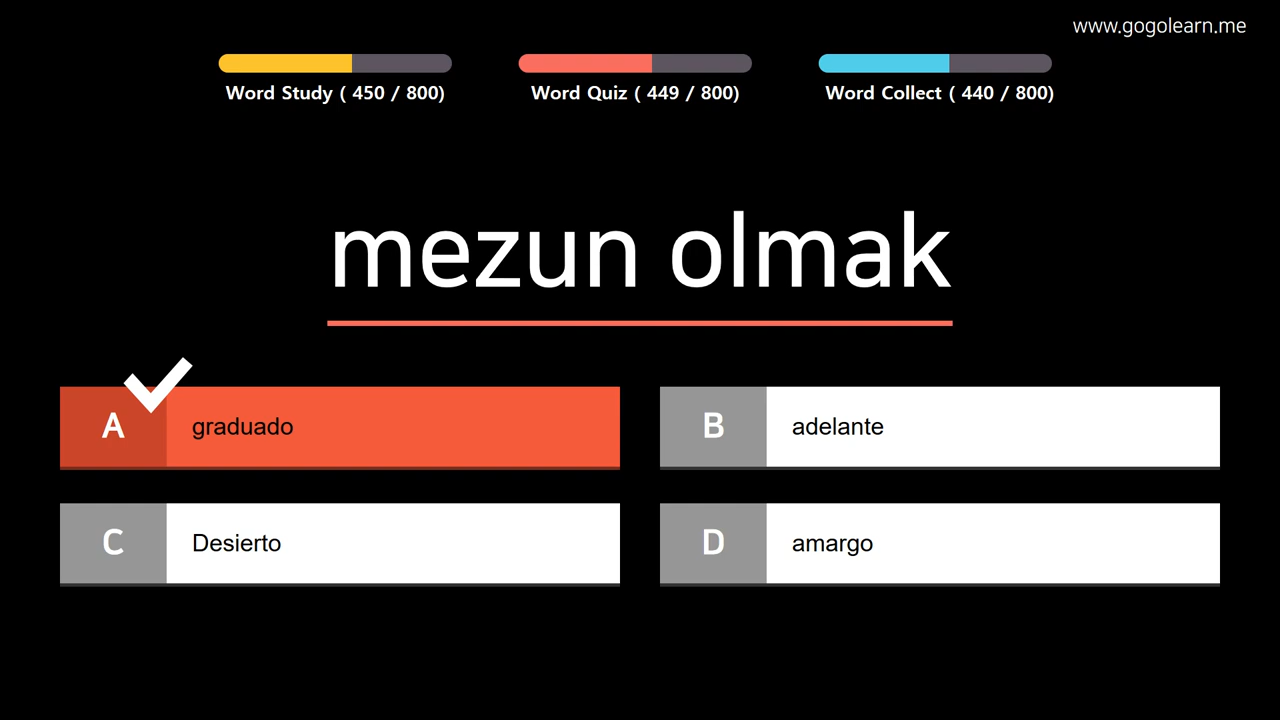 www.gogolearn.me
Word Study ( 450 / 800)
Word Quiz ( 449 / 800)
Word Collect ( 440 / 800)
mezun olmak
A graduado
B adelante
C Desierto
D amargo